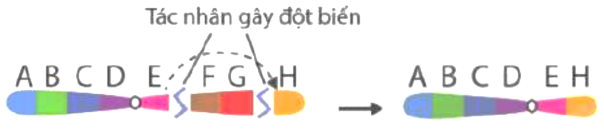 Tác nhân gây đột biến
A B C D E F G H
A B C D E H